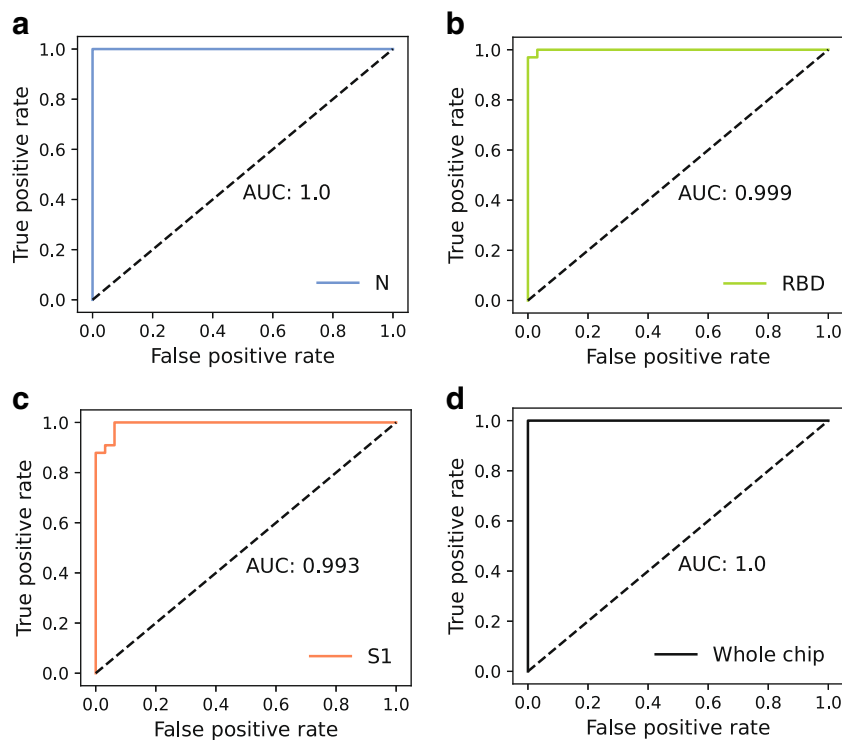 a
1.0
0.8
0.6
0.4
0.2
0.0
True positive rate
AUC: 1.0
N
0.0 0.2 0.4 0.6 0.8 1.0
False positive rate
b
1.0
0.8
0.6
0.4
0.2
0.0
True positive rate
AUC: 0.999
RBD
0.0 0.2 0.4 0.6 0.8 1.0
False positive rate
c
1.0
0.8
0.6
0.4
0.2
0.0
True positive rate
AUC: 0.993
S1
0.0 0.2 0.4 0.6 0.8 1.0
False positive rate
d
1.0
0.8
0.6
0.4
0.2
0.0
True positive rate
AUC: 1.0
Whole chip
0.0 0.2 0.4 0.6 0.8 1.0
False positive rate